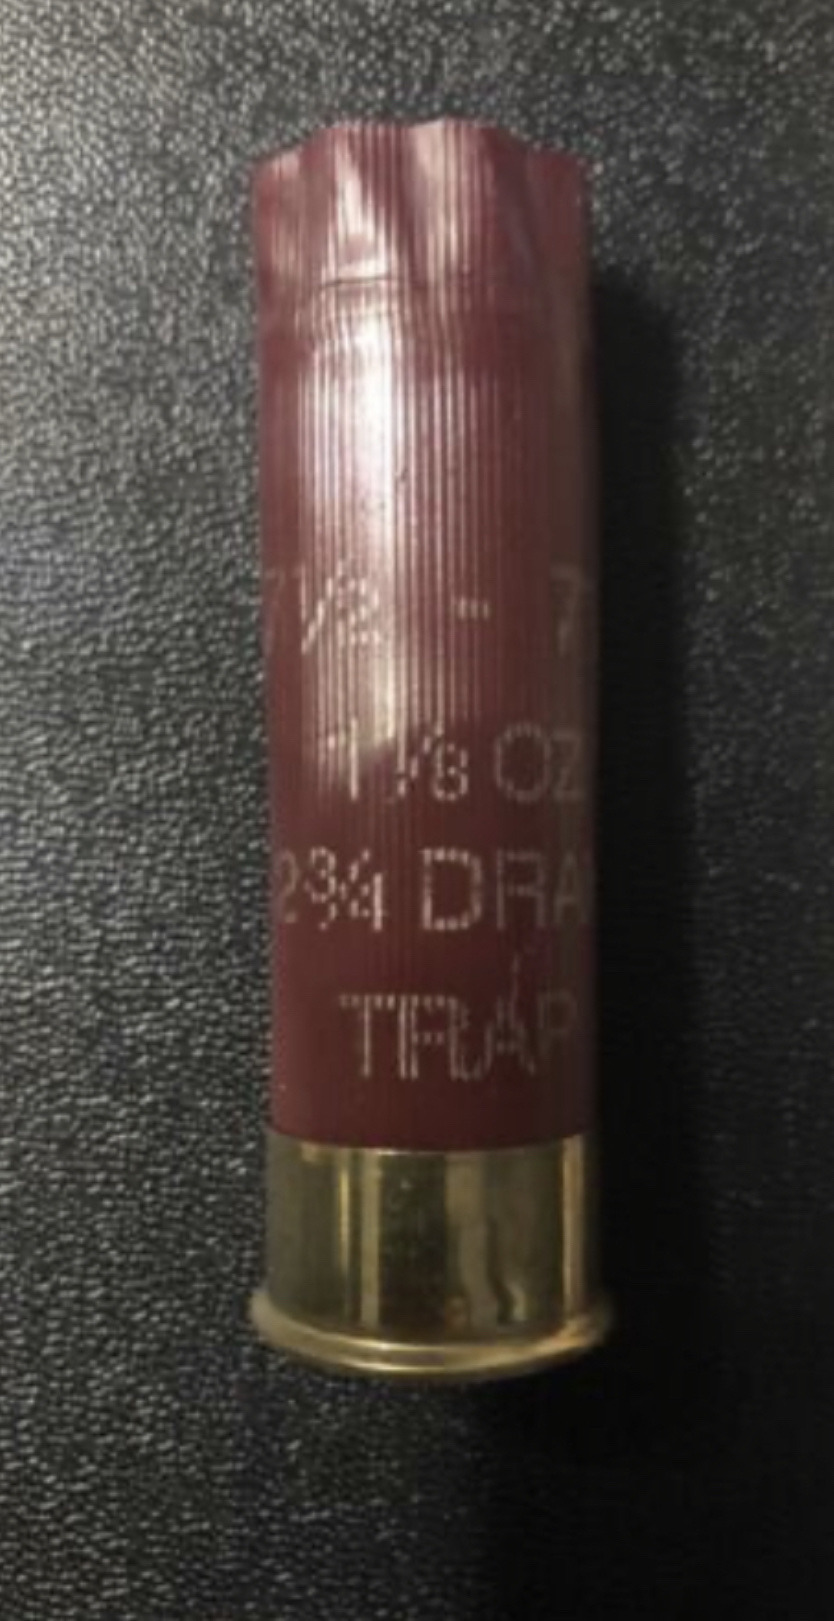 7½ - 7
1⅛ OZ
2¾ DRA
TRAP